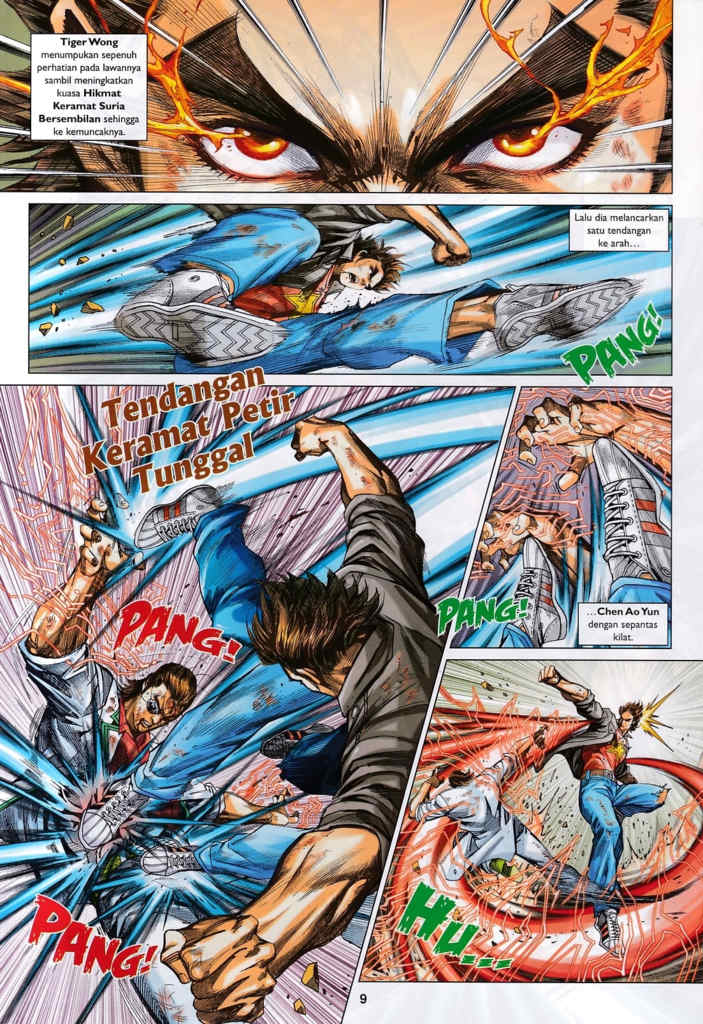 Tiger Wong
menumpukan sepenuh
perhatian pada lawannya
sambil meningkatkan
kuasa Hikmat
Keramat Suria
Bersembilan sehingga
ke kemuncaknya.
Lalu dia melancarkan
satu tendangan
ke arah...
PANG!
Tendangan
Keramat Petir
Tunggal
PANG!
PANG!
PANG!
...Chen Ao Yun
dengan sepantas
kilat.
HU...
9